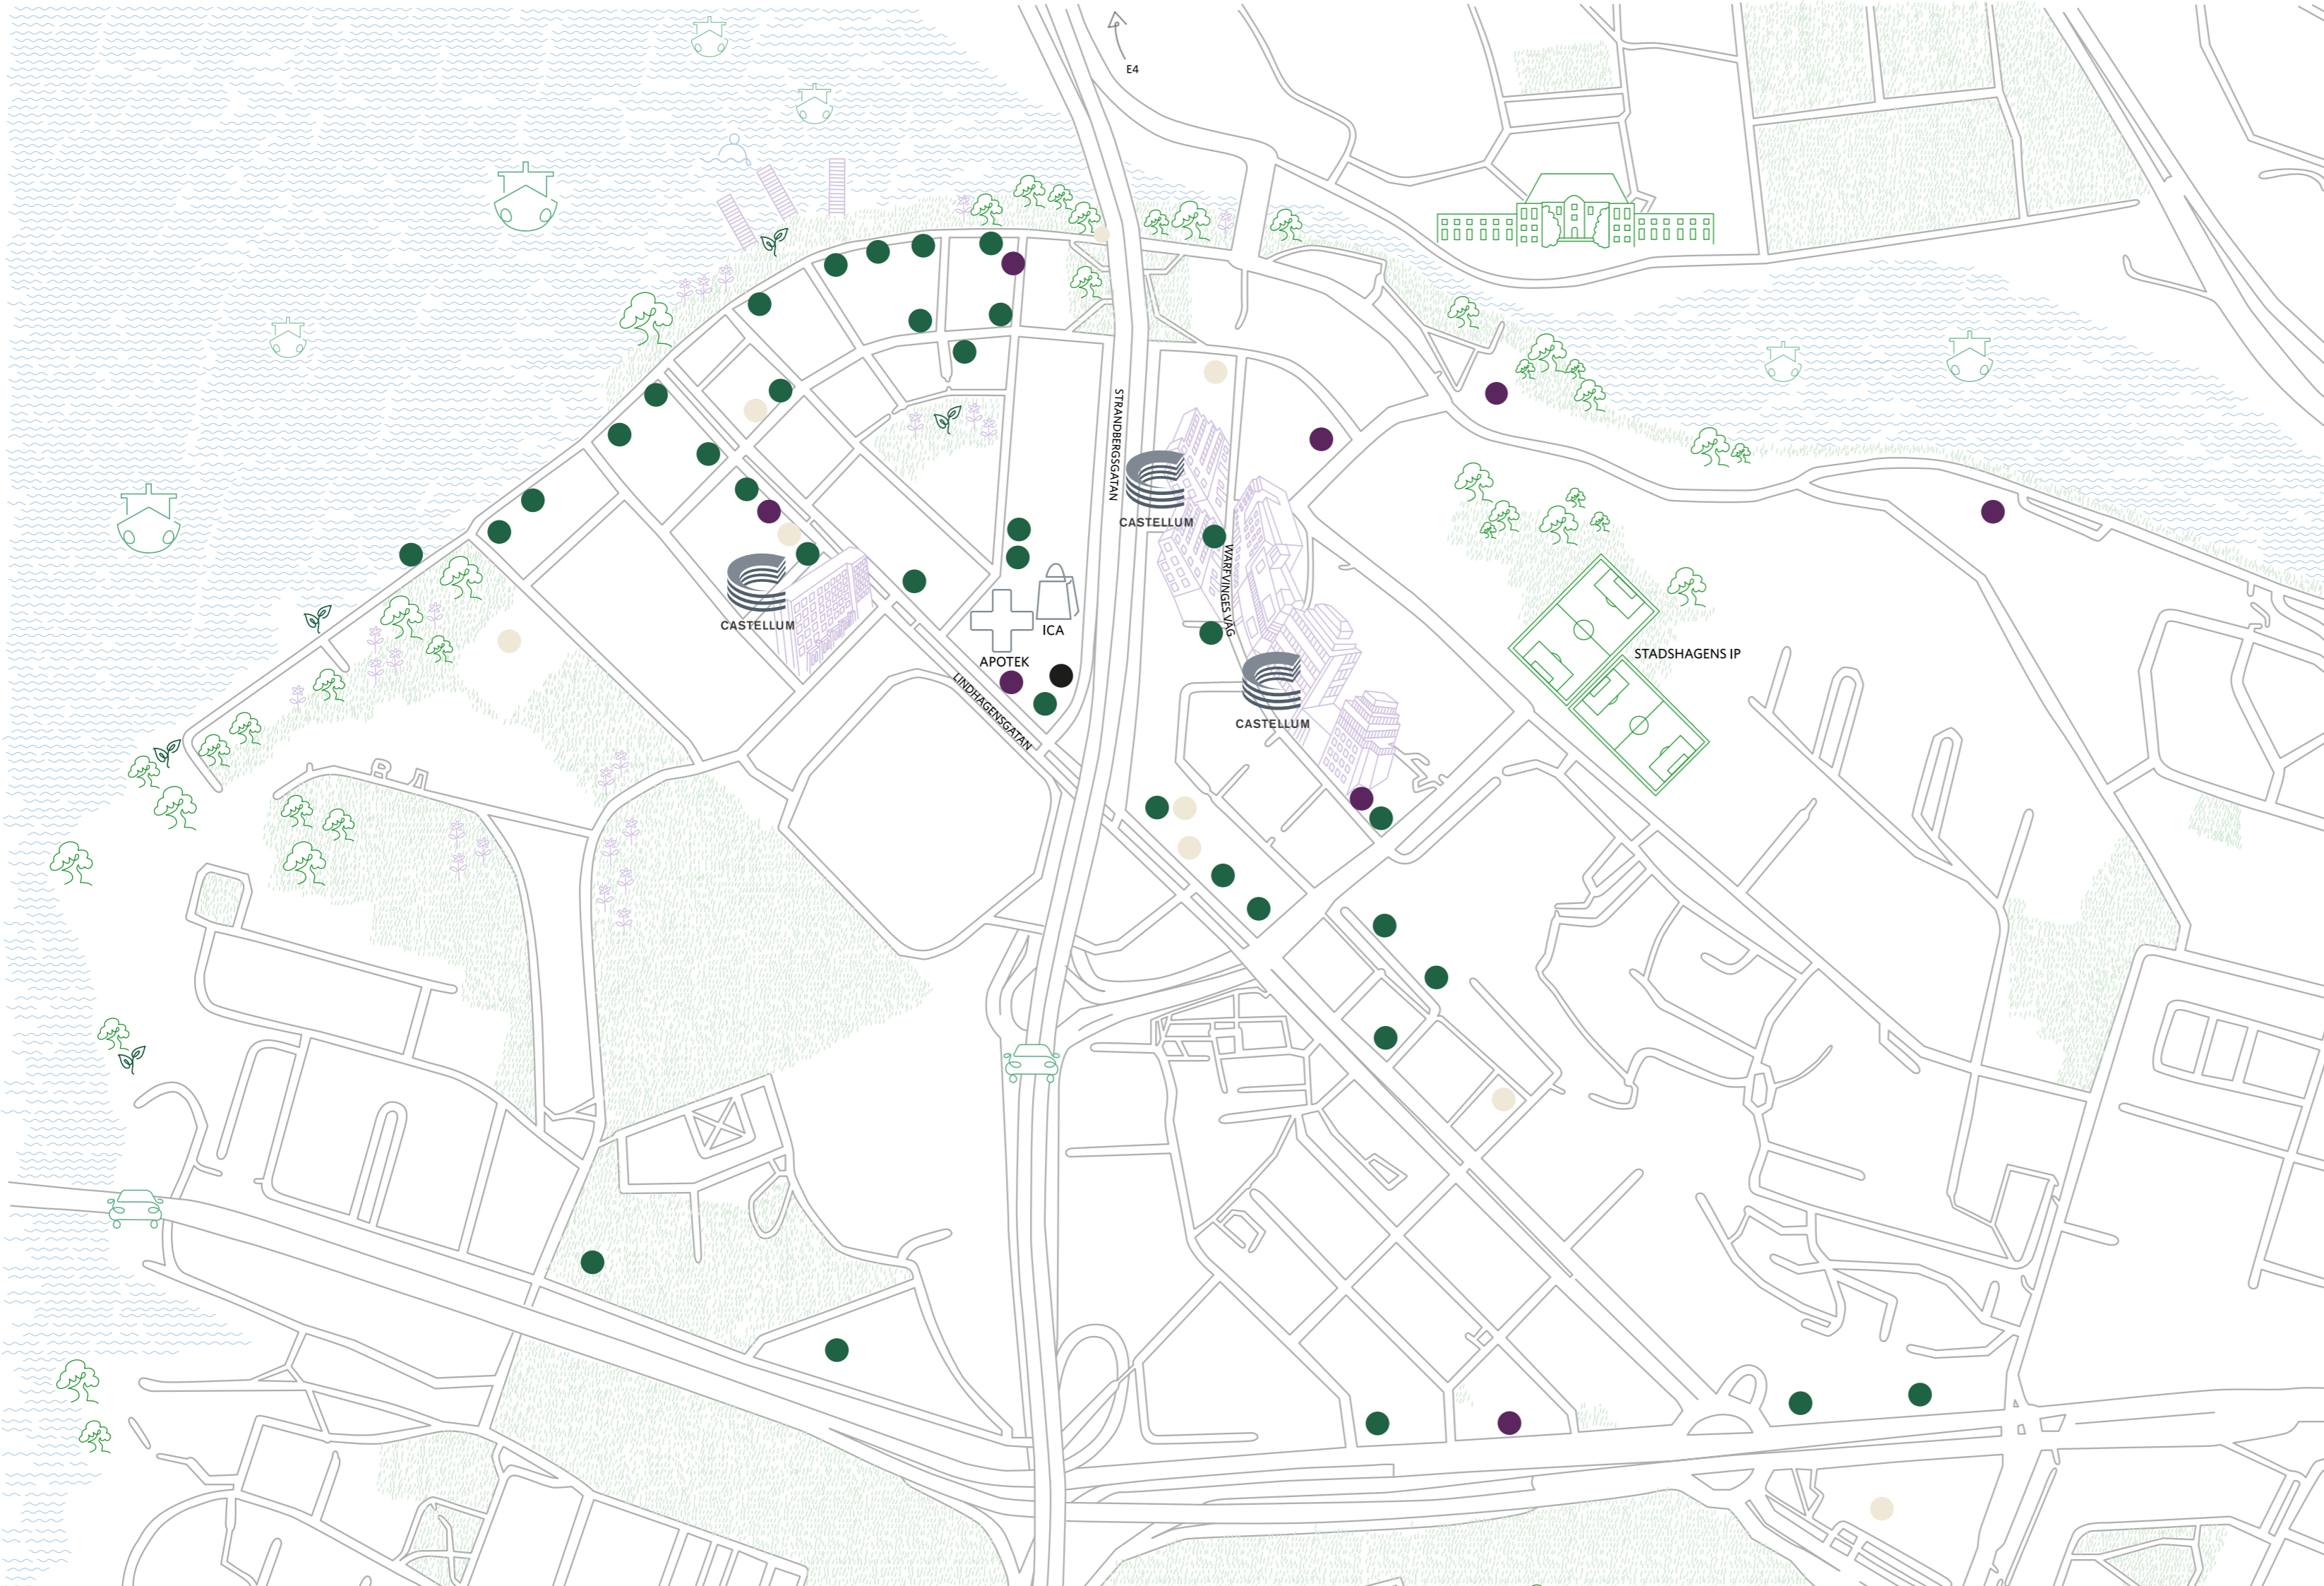 E4
STRANDBERGSGATAN
CASTELLUM
WARFVINGES VÄG
CASTELLUM
ICA
APOTEK
STADSHAGENS IP
LINDHAGENSGATAN
CASTELLUM